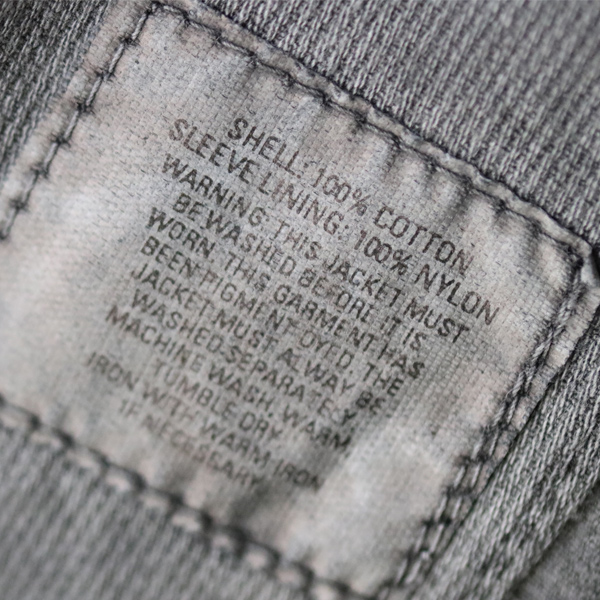 SHELL: 100% COTTON
SLEEVE LINING: 100% NYLON
WARNING: THIS JACKET MUST
BE WASHED BEFORE IT IS
WORN. THIS GARMENT HAS
BEEN PIGMENT DYED. THE
JACKET MUST ALWAY BE
WASHED SEPARATELY
MACHINE WASH. WARM
TUMBLE DRY
IRON WITH WARM IRON
IF NECESSARY